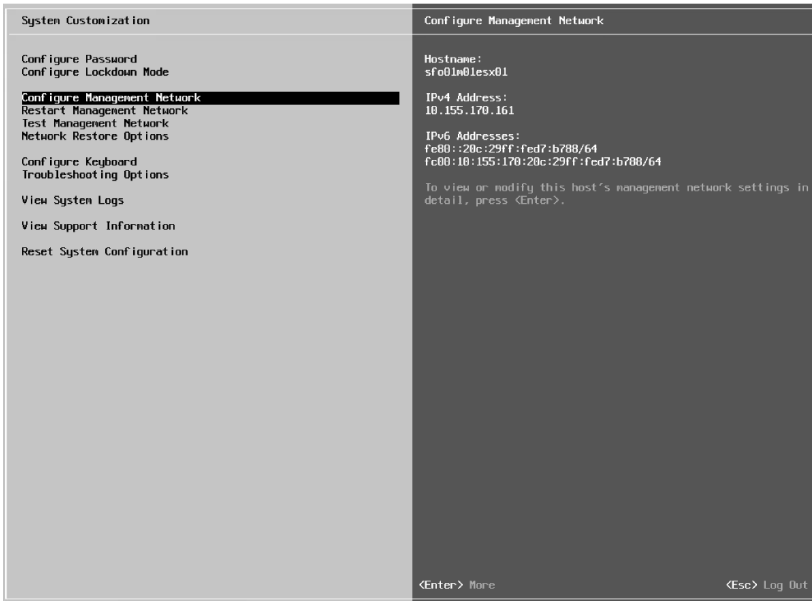 System Customization
Configure Password
Configure Lockdown Mode
Configure Management Network
Restart Management Network
Test Management Network
Network Restore Options
Configure Keyboard
Troubleshooting Options
View System Logs
View Support Information
Reset System Configuration
Configure Management Network
Hostname:
sfo01m01esx01
IPv4 Address:
10.155.170.161
IPv6 Addresses:
fe80::20c:29ff:fed7:b788/64
fc00:10:155:170:20c:29ff:fed7:b788/64
To view or modify this host's management network settings in
detail, press <Enter>.
<Enter> More
<Esc> Log Out